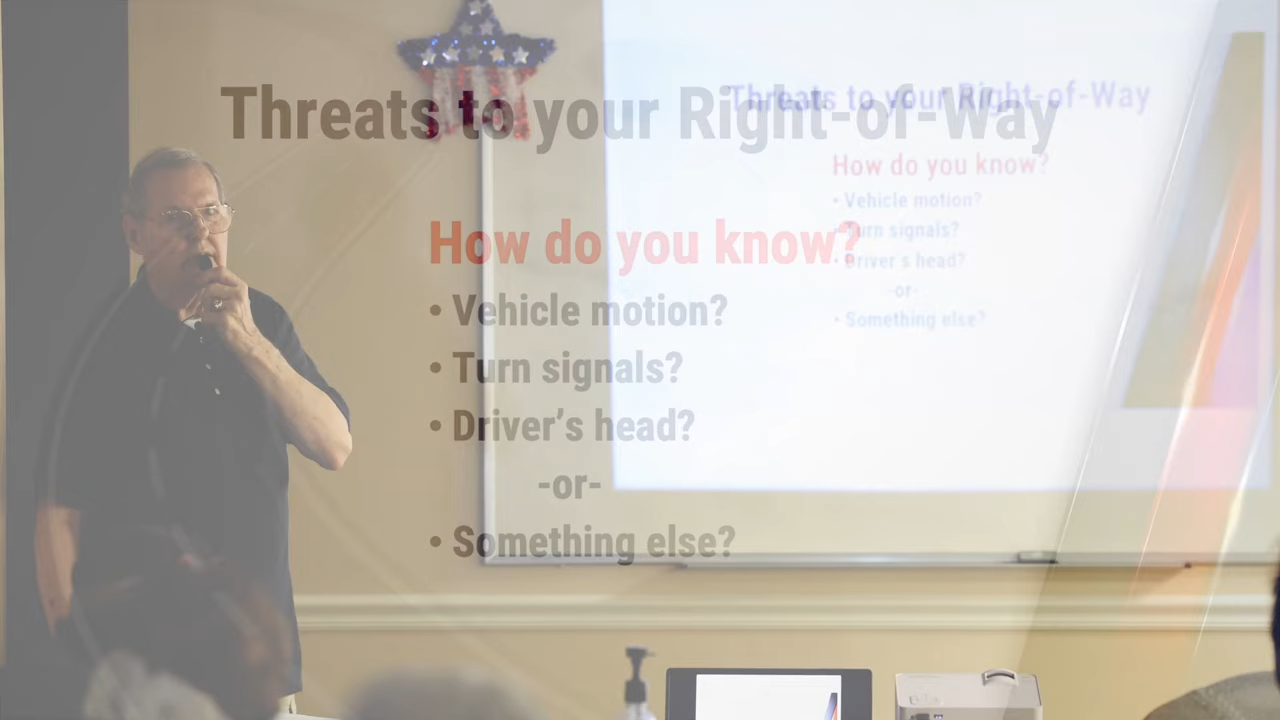 Threats to your Right-of-Way
How do you know?
• Vehicle motion?
• Turn signals?
• Driver’s head?
-or-
• Something else?
Threats to your Right-of-Way
How do you know?
• Vehicle motion?
• Turn signals?
• Driver's head?
-or-
• Something else?